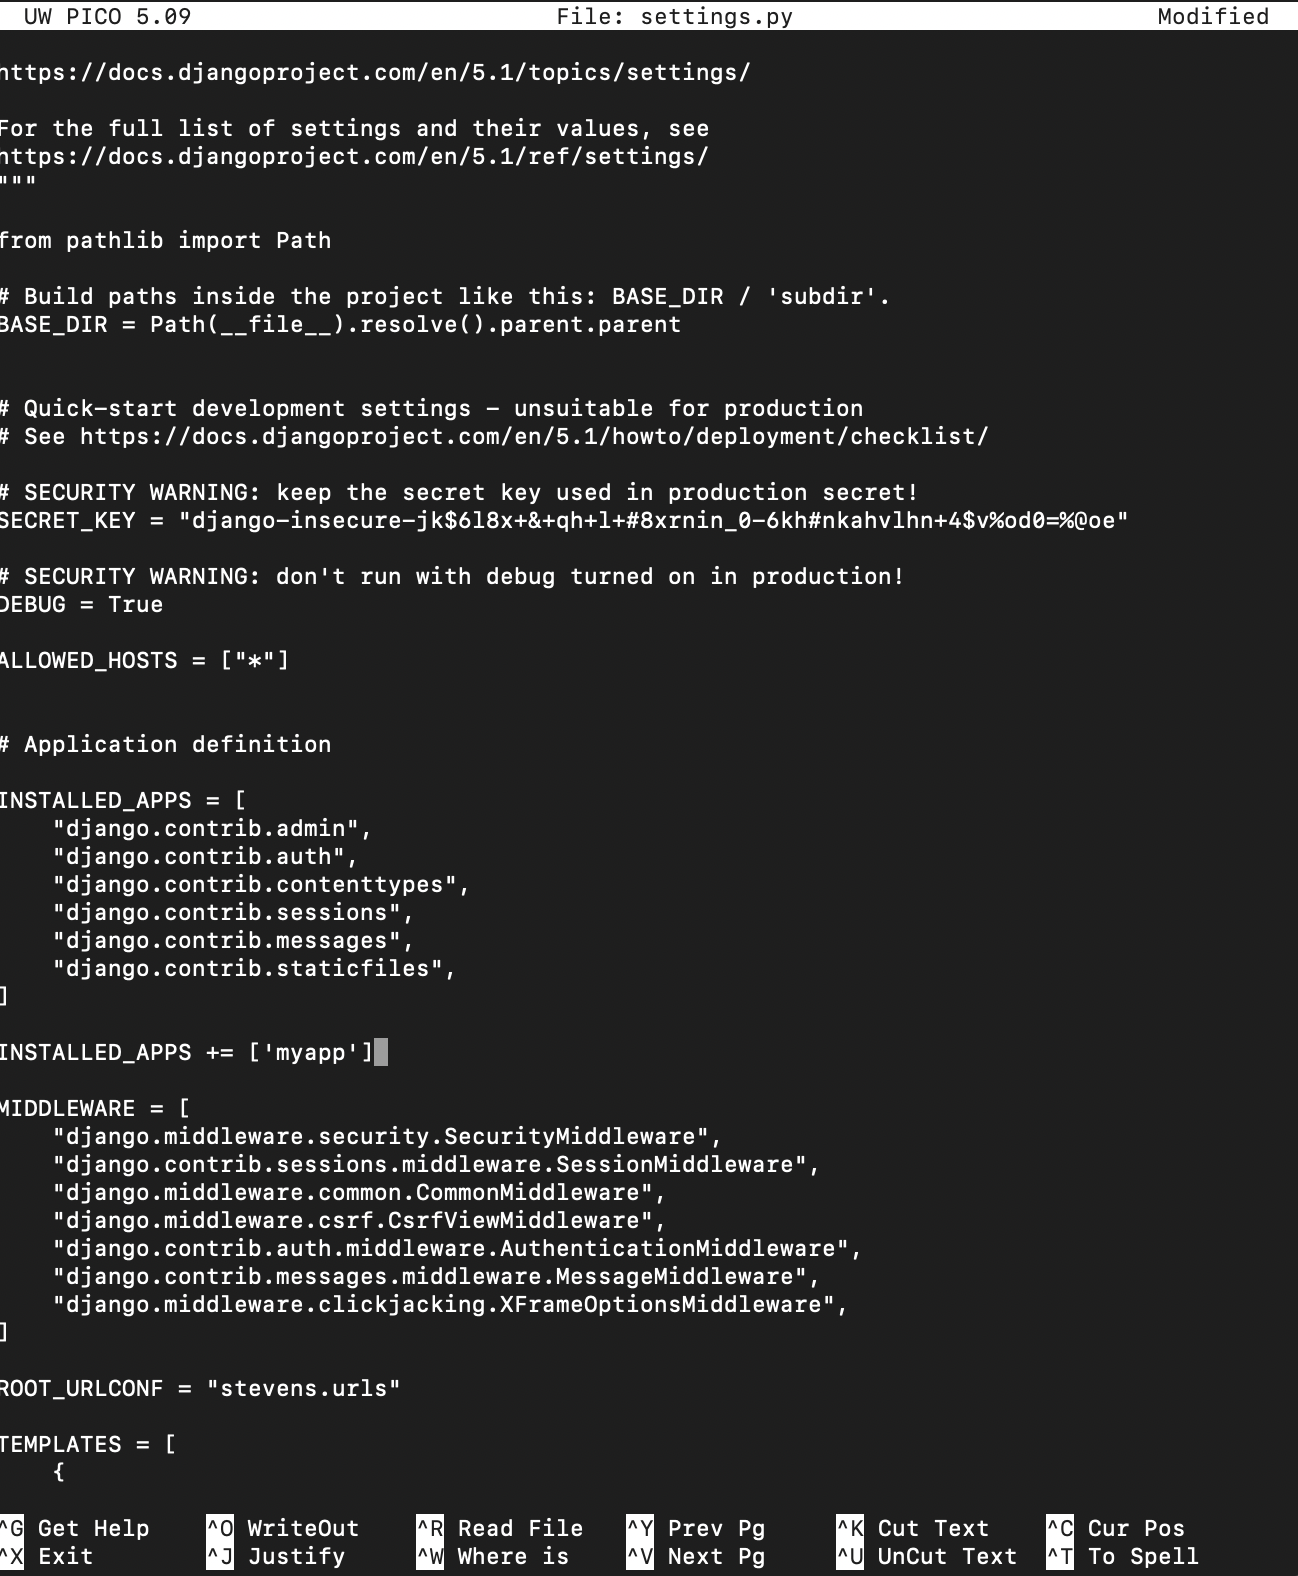 UW PICO 5.09 File: settings.py Modified
https://docs.djangoproject.com/en/5.1/topics/settings/
For the full list of settings and their values, see
https://docs.djangoproject.com/en/5.1/ref/settings/
"""
from pathlib import Path
# Build paths inside the project like this: BASE_DIR / 'subdir'.
BASE_DIR = Path(__file__).resolve().parent.parent
# Quick-start development settings - unsuitable for production
# See https://docs.djangoproject.com/en/5.1/howto/deployment/checklist/
# SECURITY WARNING: keep the secret key used in production secret!
SECRET_KEY = "django-insecure-jk$6l8x+&+qh+l+#8xrnin_0-6kh#nkahvlhn+4$v%od0=%@oe"
# SECURITY WARNING: don't run with debug turned on in production!
DEBUG = True
ALLOWED_HOSTS = ["*"]
# Application definition
INSTALLED_APPS = [
    "django.contrib.admin",
    "django.contrib.auth",
    "django.contrib.contenttypes",
    "django.contrib.sessions",
    "django.contrib.messages",
    "django.contrib.staticfiles",
]
INSTALLED_APPS += ['myapp']
MIDDLEWARE = [
    "django.middleware.security.SecurityMiddleware",
    "django.contrib.sessions.middleware.SessionMiddleware",
    "django.middleware.common.CommonMiddleware",
    "django.middleware.csrf.CsrfViewMiddleware",
    "django.contrib.auth.middleware.AuthenticationMiddleware",
    "django.contrib.messages.middleware.MessageMiddleware",
    "django.middleware.clickjacking.XFrameOptionsMiddleware",
]
ROOT_URLCONF = "stevens.urls"
TEMPLATES = [
    {
^G Get Help ^O WriteOut ^R Read File ^Y Prev Pg ^K Cut Text ^C Cur Pos
^X Exit ^J Justify ^W Where is ^V Next Pg ^U UnCut Text ^T To Spell